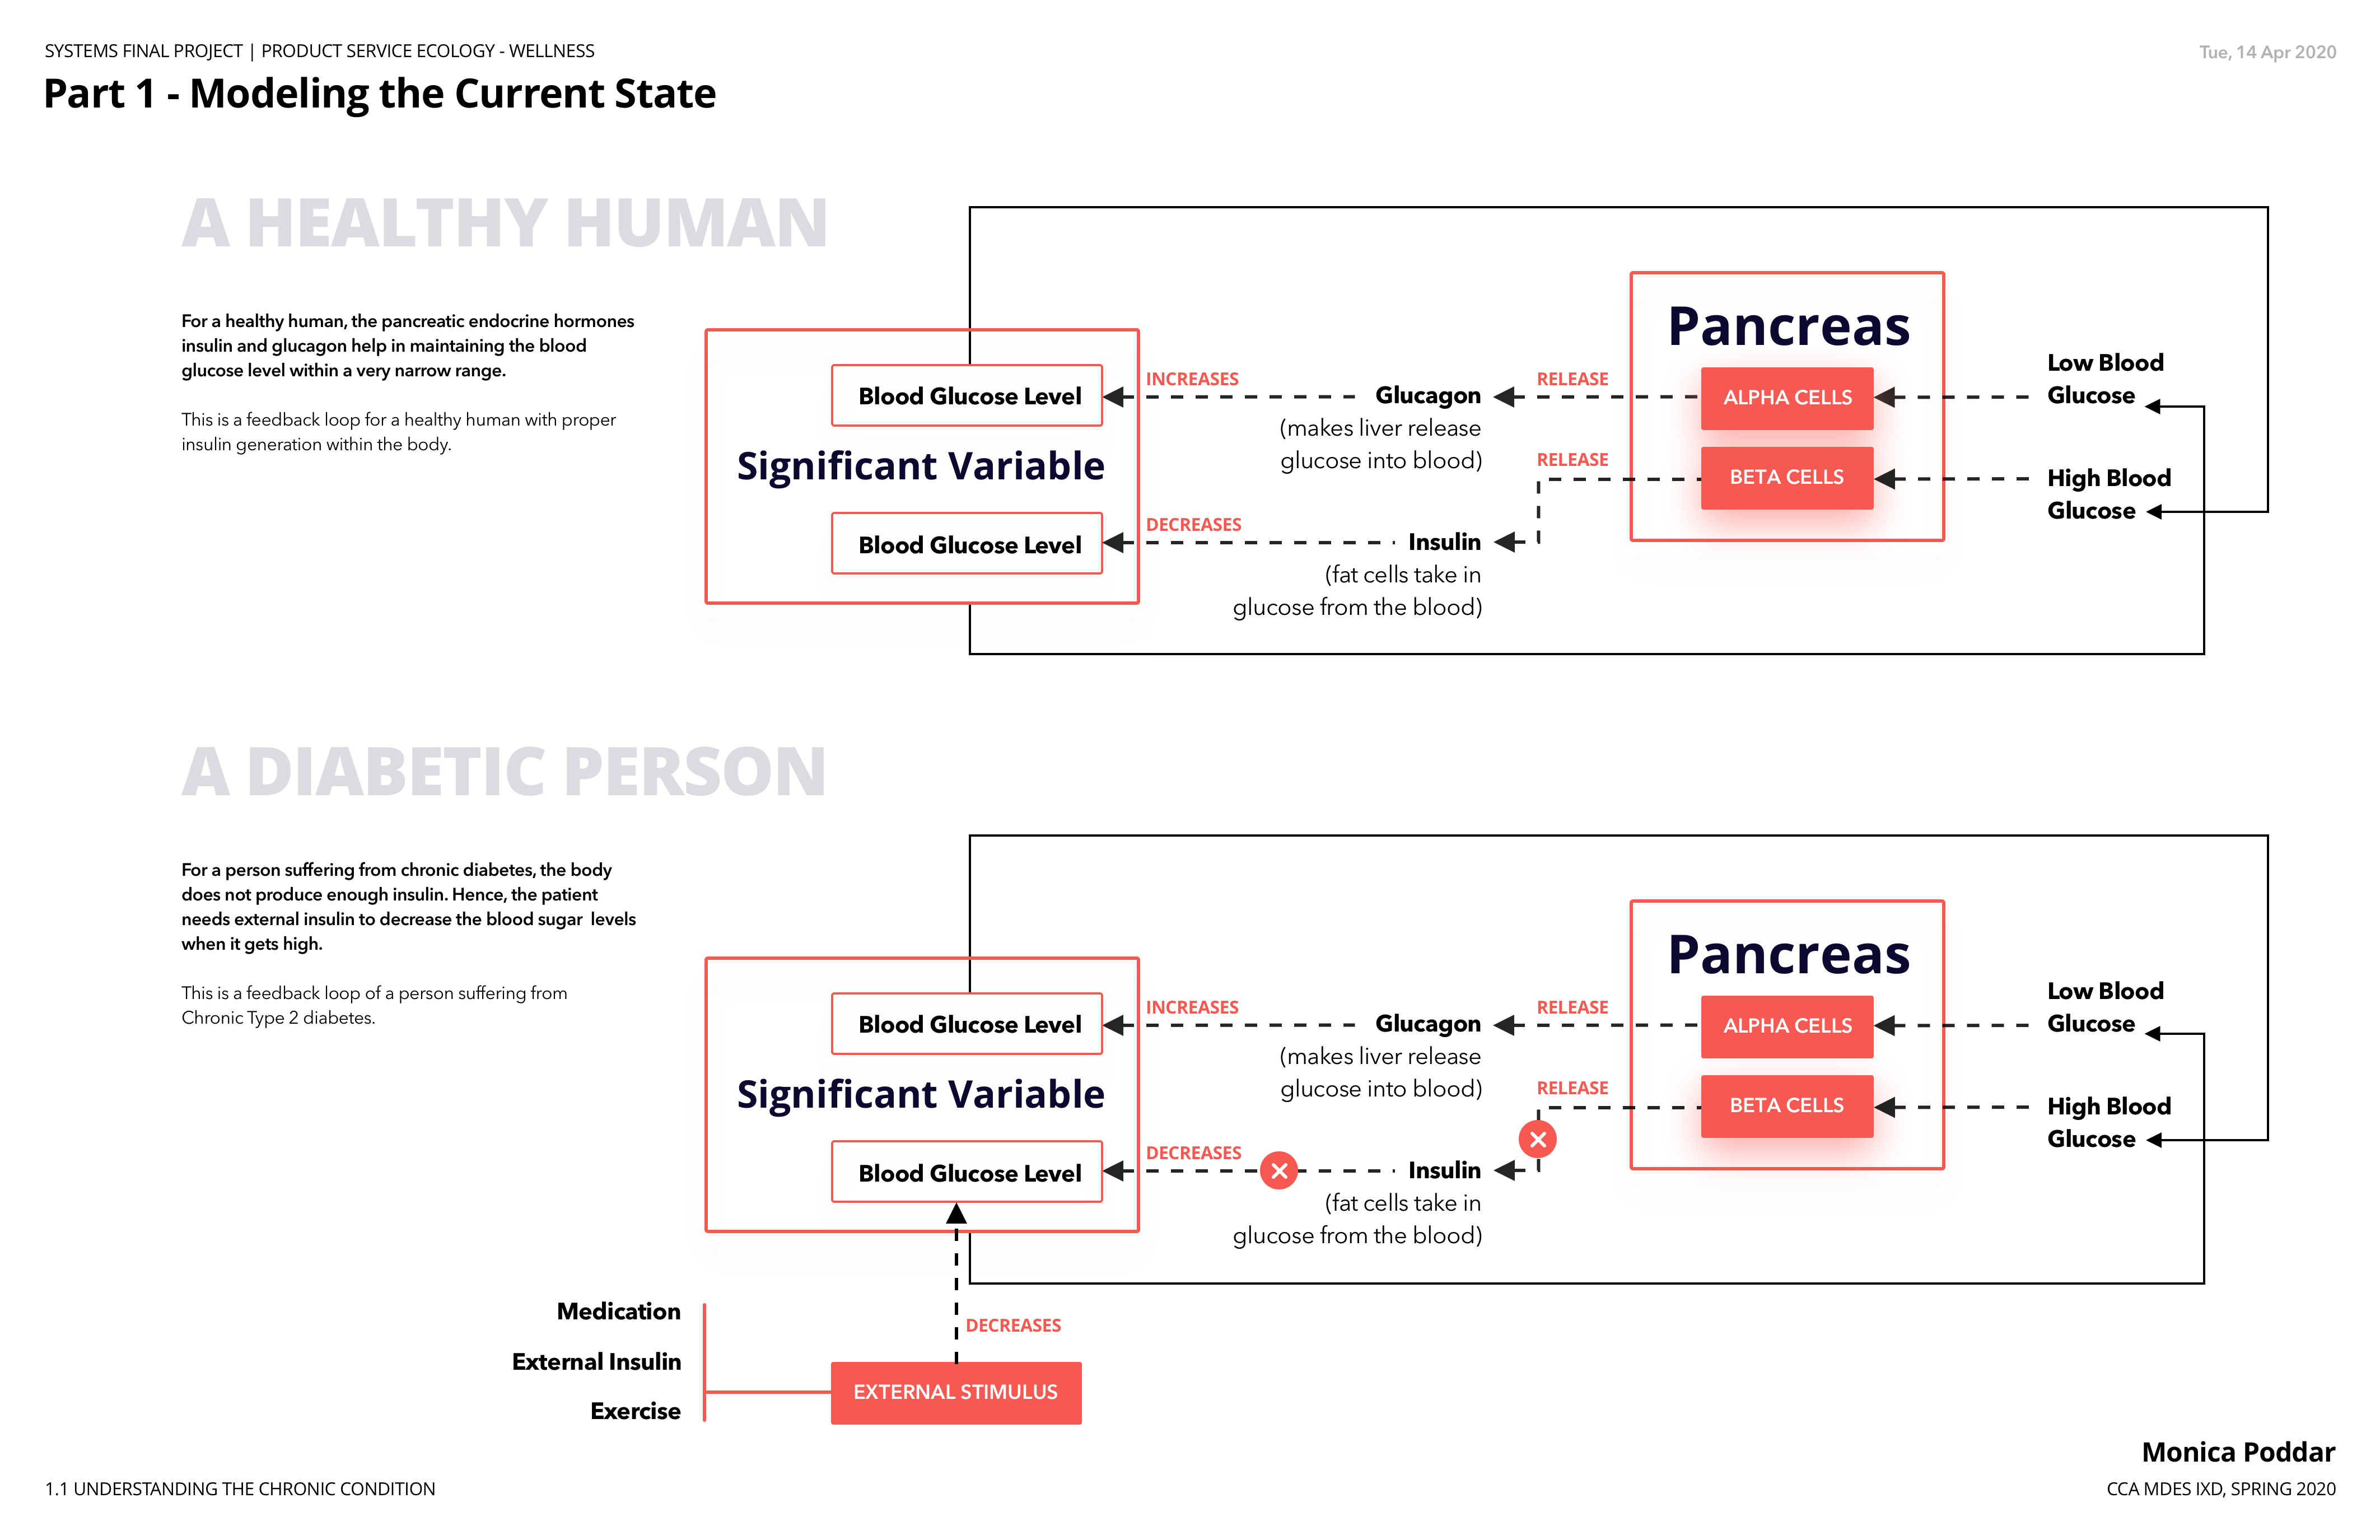 SYSTEMS FINAL PROJECT | PRODUCT SERVICE ECOLOGY - WELLNESS
Tue, 14 Apr 2020
Part 1 - Modeling the Current State
A HEALTHY HUMAN
For a healthy human, the pancreatic endocrine hormones
insulin and glucagon help in maintaining the blood
glucose level within a very narrow range.
This is a feedback loop for a healthy human with proper
insulin generation within the body.
Blood Glucose Level
Significant Variable
Blood Glucose Level
INCREASES
DECREASES
Glucagon
(makes liver release
glucose into blood)
Insulin
(fat cells take in
glucose from the blood)
RELEASE
RELEASE
Pancreas
ALPHA CELLS
BETA CELLS
Low Blood
Glucose
High Blood
Glucose
A DIABETIC PERSON
For a person suffering from chronic diabetes, the body
does not produce enough insulin. Hence, the patient
needs external insulin to decrease the blood sugar  levels
when it gets high.
This is a feedback loop of a person suffering from
Chronic Type 2 diabetes.
Blood Glucose Level
Significant Variable
Blood Glucose Level
INCREASES
DECREASES
Glucagon
(makes liver release
glucose into blood)
Insulin
(fat cells take in
glucose from the blood)
RELEASE
RELEASE
Pancreas
ALPHA CELLS
BETA CELLS
Low Blood
Glucose
High Blood
Glucose
Medication
External Insulin
Exercise
DECREASES
EXTERNAL STIMULUS
Monica Poddar
1.1 UNDERSTANDING THE CHRONIC CONDITION
CCA MDES IXD, SPRING 2020